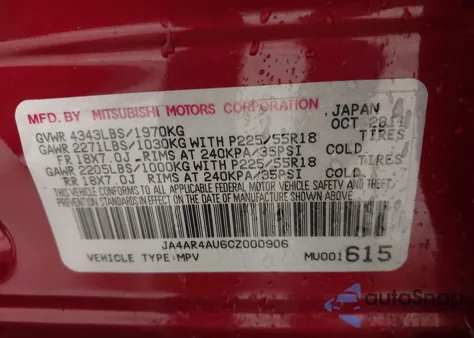 MFD. BY MITSUBISHI MOTORS CORPORATION JAPAN
GVWR 4343LBS/1970KG OCT 2011
GAWR 2271LBS/1030KG WITH P225/55R18 TIRES
FR 18X7.0J RIMS AT 240KPA/35PSI COLD
GAWR 2205LBS/1000KG WITH P225/55R18 TIRES
RR 18X7.0J RIMS AT 240KPA/35PSI COLD
THIS VEHICLE CONFORMS TO ALL APPLICABLE FEDERAL MOTOR VEHICLE SAFETY AND
THEFT PREVENTION STANDARDS IN EFFECT ON THE DATE OF MANUFACTURE SHOWN ABOVE.
JA4AR4AU6CZ000906
VEHICLE TYPE:MPV MU001615
autoSnap